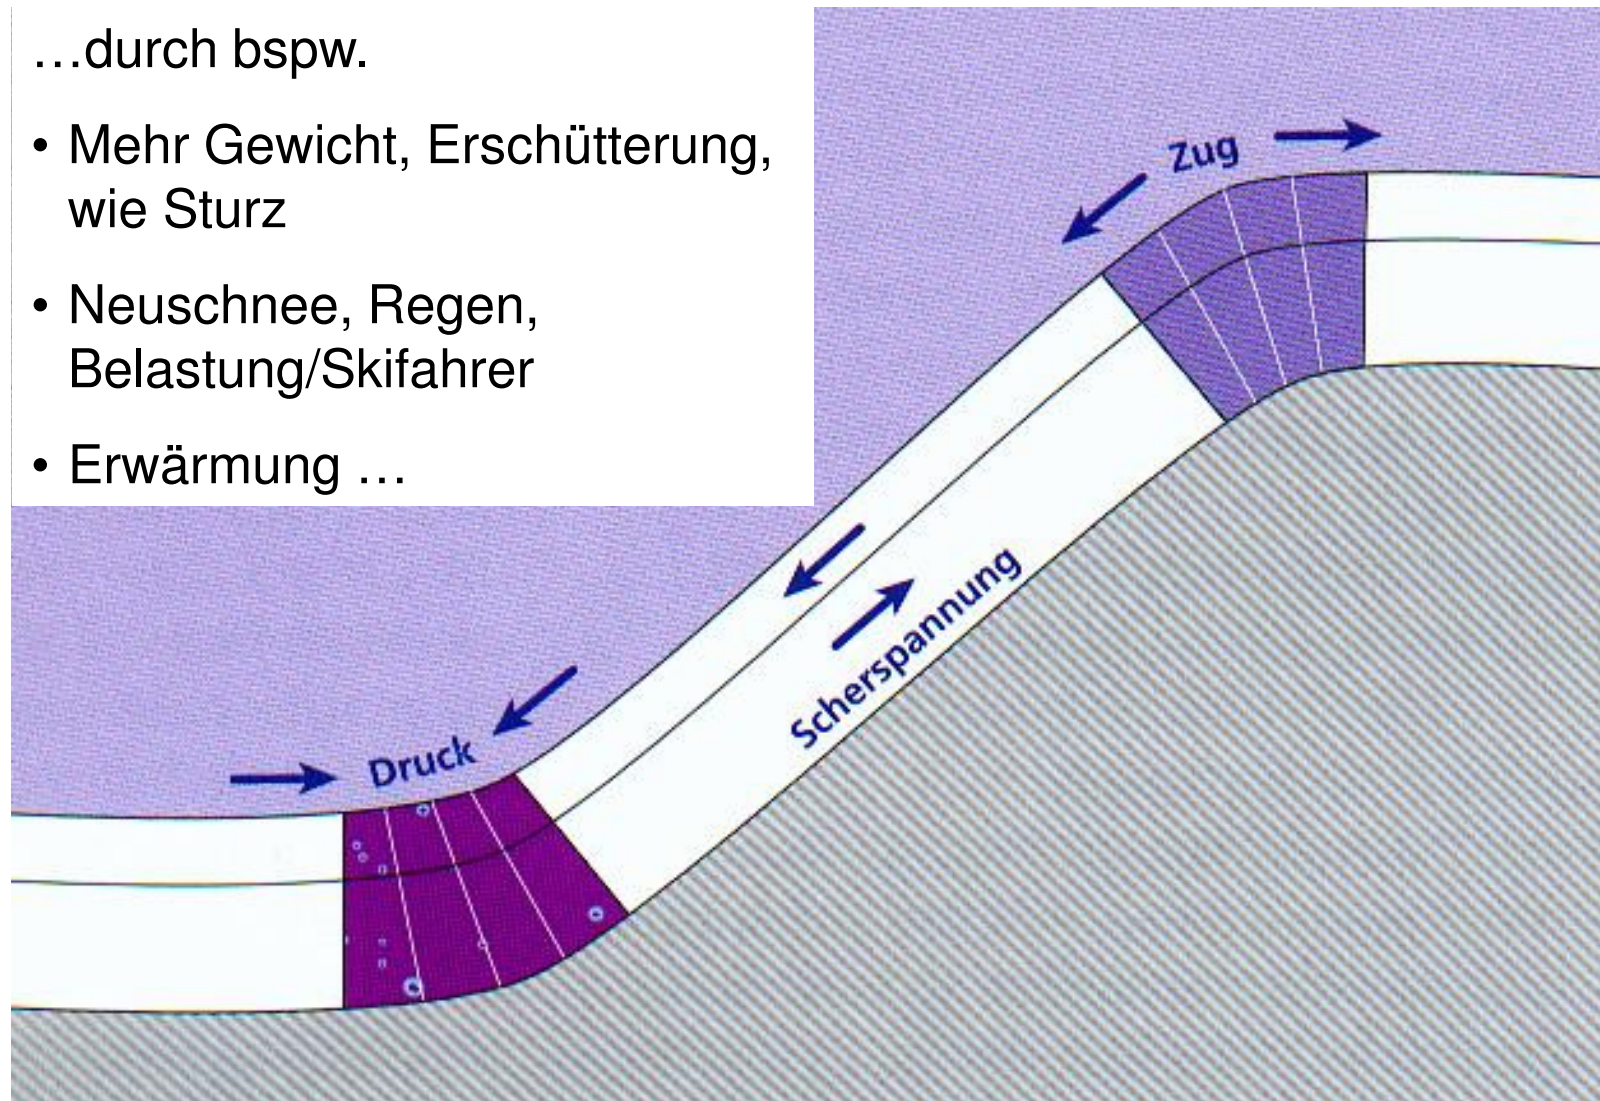 …durch bspw.
• Mehr Gewicht, Erschütterung,
wie Sturz
• Neuschnee, Regen,
Belastung/Skifahrer
• Erwärmung …
Zug
Scherspannung
Druck